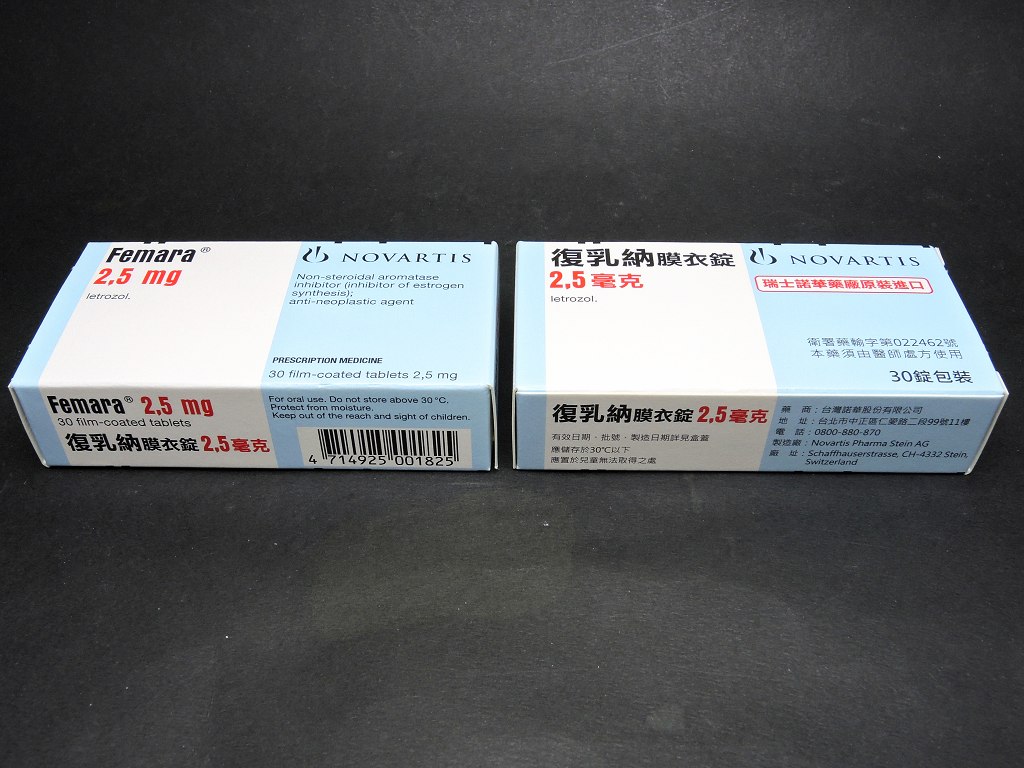 Femara®
2,5 mg
letrozol.
NOVARTIS
Non-steroidal aromatase
inhibitor (inhibitor of estrogen
synthesis);
anti-neoplastic agent
PRESCRIPTION MEDICINE
30 film-coated tablets 2,5 mg
Femara® 2,5 mg
30 film-coated tablets
復乳納膜衣錠 2,5毫克
For oral use. Do not store above 30°C.
Protect from moisture.
Keep out of the reach and sight of children.
4 714925 001825
復乳納膜衣錠
2,5毫克
letrozol.
NOVARTIS
瑞士諾華藥廠原裝進口
衛署藥輸字第022462號
本藥須由醫師處方使用
30錠包裝
復乳納膜衣錠 2,5毫克
有效日期、批號、製造日期詳見盒蓋
應儲存於30°C以下
應置於兒童無法取得之處
藥 商：台灣諾華股份有限公司
地 址：台北市中正區仁愛路二段99號11樓
電 話：0800-880-870
製造廠：Novartis Pharma Stein AG
廠 址：Schaffhauserstrasse, CH-4332 Stein,
Switzerland